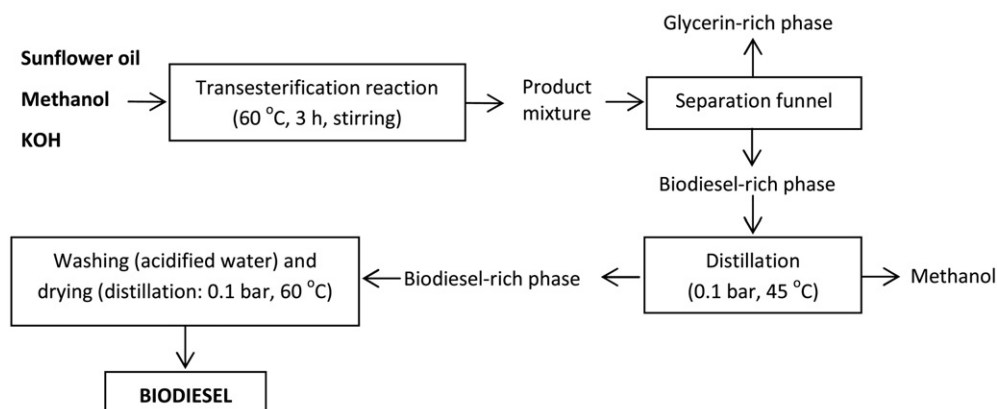 Sunflower oil
Methanol
KOH
Transesterification reaction
(60 °C, 3 h, stirring)
Product
mixture
Separation funnel
Glycerin-rich phase
Biodiesel-rich phase
Distillation
(0.1 bar, 45 °C)
Methanol
Biodiesel-rich phase
Washing (acidified water) and
drying (distillation: 0.1 bar, 60 °C)
BIODIESEL